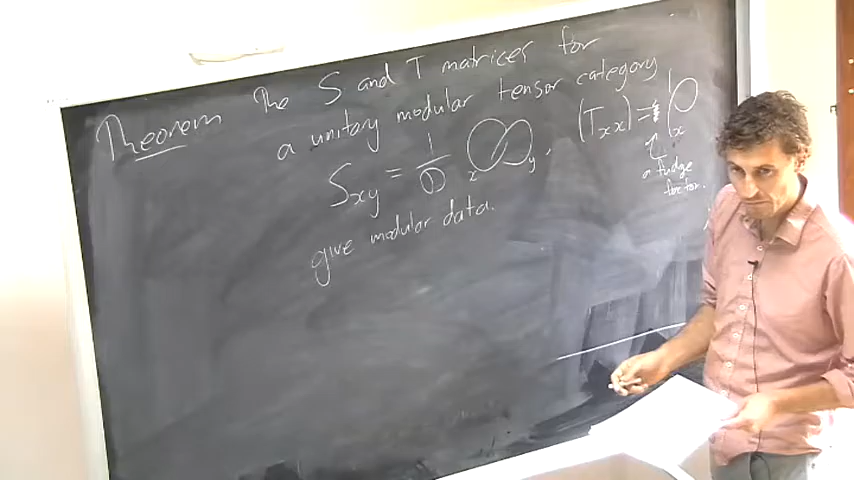 Theorem The S and T matrices for
a unitary modular tensor category
S_xy = 1/D x y, (T_xx) = x
a fudge factor.
give modular data.